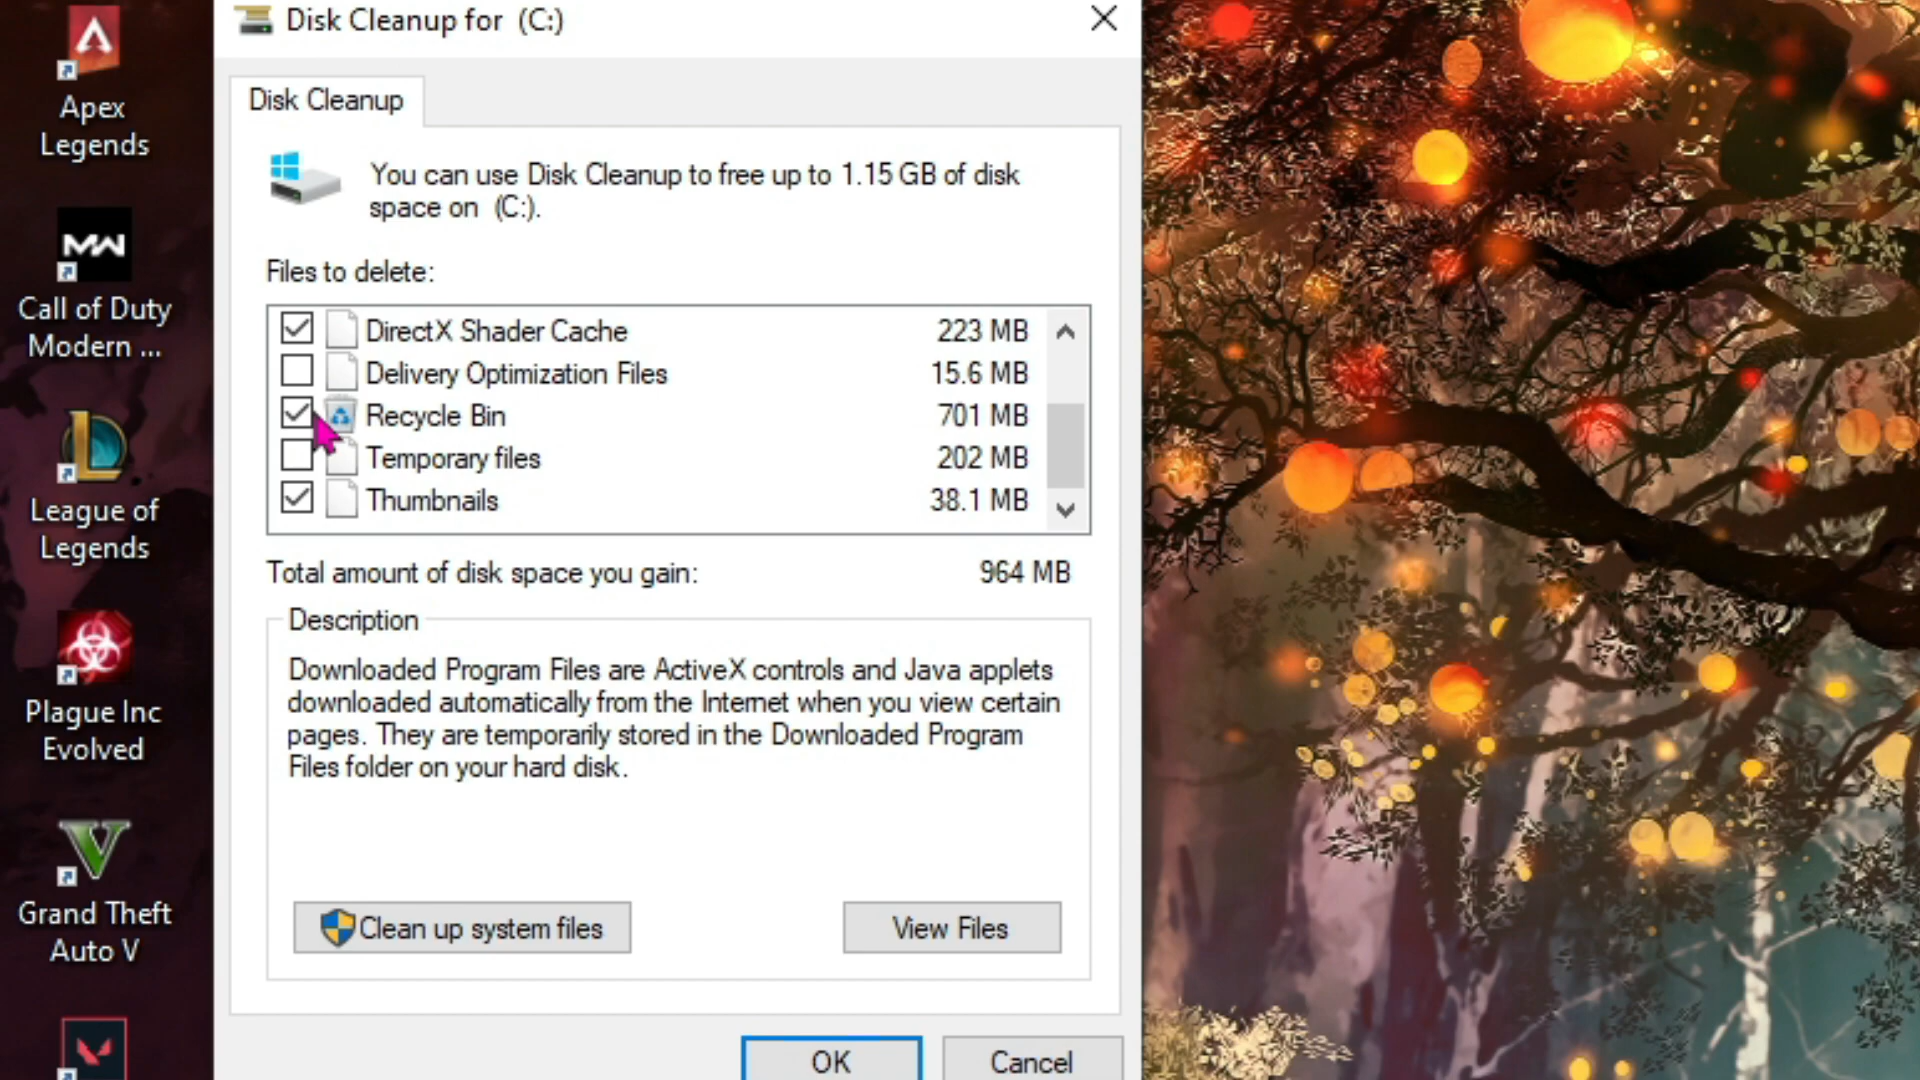 Disk Cleanup for (C:)
Disk Cleanup
You can use Disk Cleanup to free up to 1.15 GB of disk
space on (C:).
Files to delete:
DirectX Shader Cache 223 MB
Delivery Optimization Files 15.6 MB
Recycle Bin 701 MB
Temporary files 202 MB
Thumbnails 38.1 MB
Total amount of disk space you gain: 964 MB
Description
Downloaded Program Files are ActiveX controls and Java applets
downloaded automatically from the Internet when you view certain
pages. They are temporarily stored in the Downloaded Program
Files folder on your hard disk.
Clean up system files
View Files
OK
Cancel
Apex
Legends
MW
Call of Duty
Modern ...
League of
Legends
Plague Inc
Evolved
V
Grand Theft
Auto V